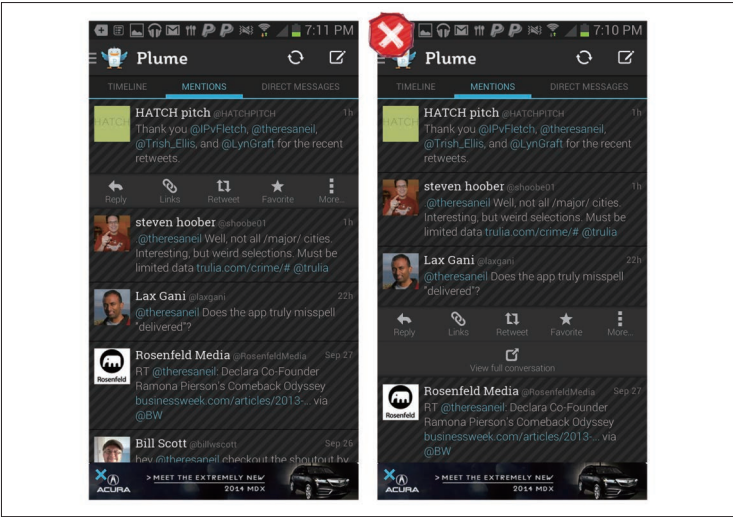 7:11 PM
Plume
TIMELINE MENTIONS DIRECT MESSAGES
HATCH
HATCH pitch @HATCHPITCH 1h
Thank you @IPvFletch, @theresaneil,
@Trish_Ellis, and @LynGraft for the recent
retweets.
Reply Links Retweet Favorite More...
steven hoober @shoobe01 1h
.@theresaneil Well, not all /major/ cities.
Interesting, but weird selections. Must be
limited data trulia.com/crime/# @trulia
Lax Gani @laxgani 22h
@theresaneil Does the app truly misspell
"delivered"?
Rosenfeld
Rosenfeld Media @RosenfeldMedia Sep 27
RT @theresaneil: Declara Co-Founder
Ramona Pierson's Comeback Odyssey
businessweek.com/articles/2013-... via
@BW
Bill Scott @billwscott Sep 26
hey @theresaneil checkout the shoutout by
ACURA
> MEET THE EXTREMELY NEW
2014 MDX
7:10 PM
Plume
TIMELINE MENTIONS DIRECT MESSAGES
HATCH
HATCH pitch @HATCHPITCH 1h
Thank you @IPvFletch, @theresaneil,
@Trish_Ellis, and @LynGraft for the recent
retweets.
steven hoober @shoobe01 1h
.@theresaneil Well, not all /major/ cities.
Interesting, but weird selections. Must be
limited data trulia.com/crime/# @trulia
Lax Gani @laxgani 22h
@theresaneil Does the app truly misspell
"delivered"?
Reply Links Retweet Favorite More...
View full conversation
Rosenfeld
Rosenfeld Media @RosenfeldMedia Sep 27
RT @theresaneil: Declara Co-Founder
Ramona Pierson's Comeback Odyssey
businessweek.com/articles/2013-... via
@BW
ACURA
> MEET THE EXTREMELY NEW
2014 MDX